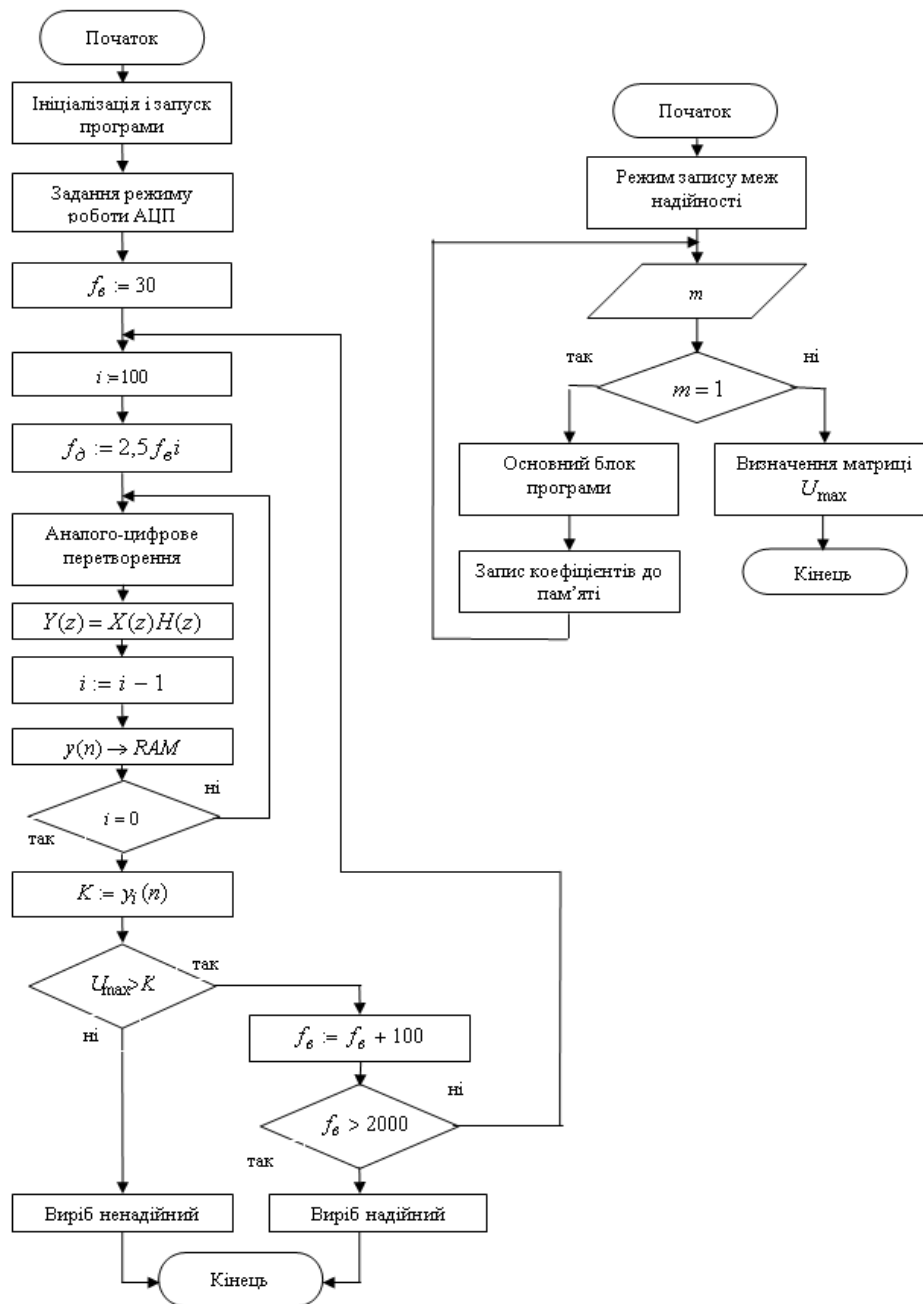 Початок
Ініціалізація і запуск
програми
Задання режиму
роботи АЦП
f_в := 30
i := 100
f_д := 2,5 f_в i
Аналого-цифрове
перетворення
Y(z) = X(z)H(z)
i := i − 1
y(n) → RAM
i = 0
ні
так
K := y_i(n)
U_max > K
так
ні
f_в := f_в + 100
f_в > 2000
ні
так
Виріб ненадійний
Виріб надійний
Кінець
Початок
Режим запису меж
надійності
m
m = 1
так
ні
Основний блок
програми
Запис коефіцієнтів до
пам’яті
Визначення матриці
U_max
Кінець